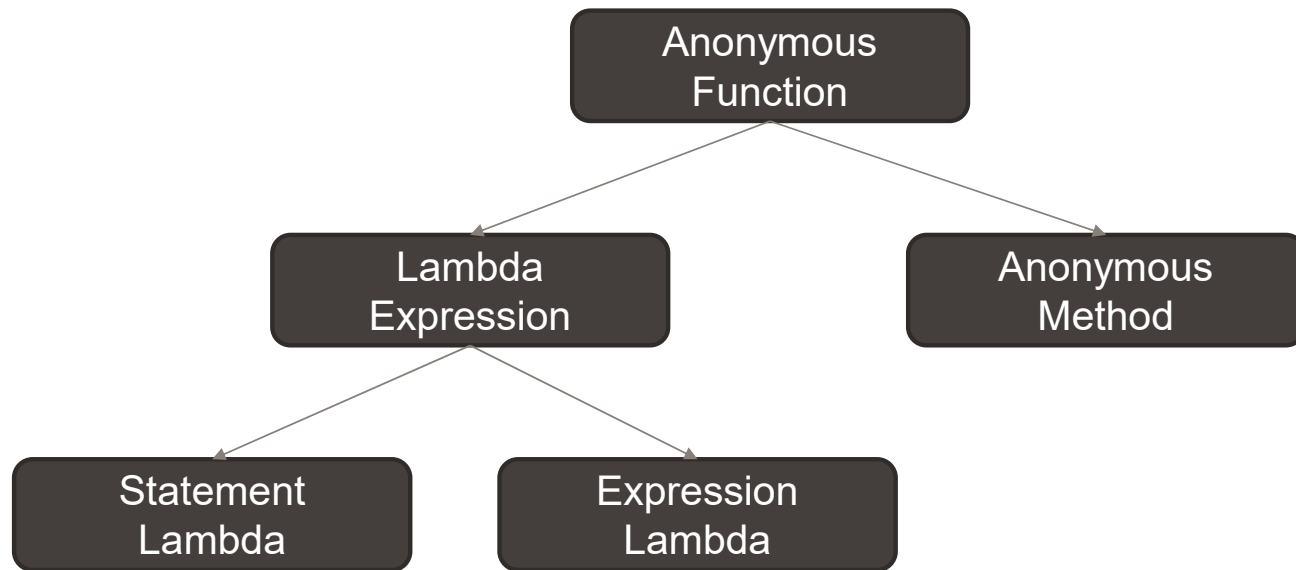 Anonymous
Function
Lambda
Expression
Anonymous
Method
Statement
Lambda
Expression
Lambda